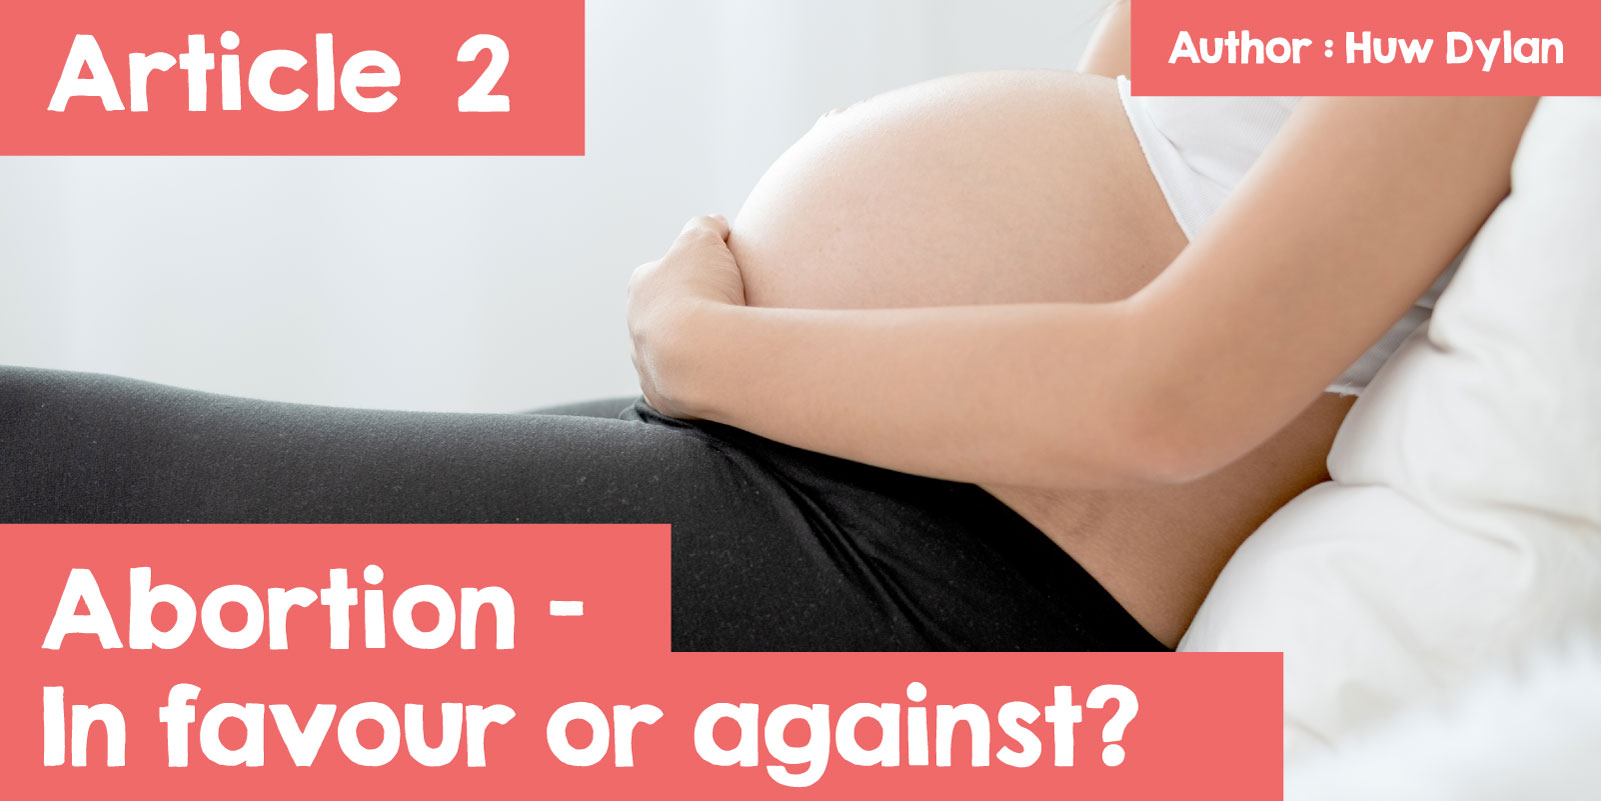 Article 2
Author : Huw Dylan
Abortion -
In favour or against?